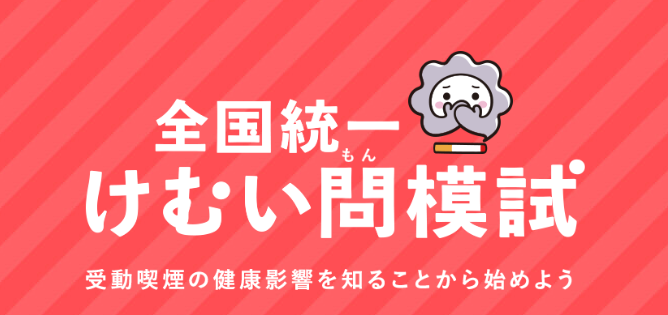 全国統一
もん
けむい問模試
受動喫煙の健康影響を知ることから始めよう